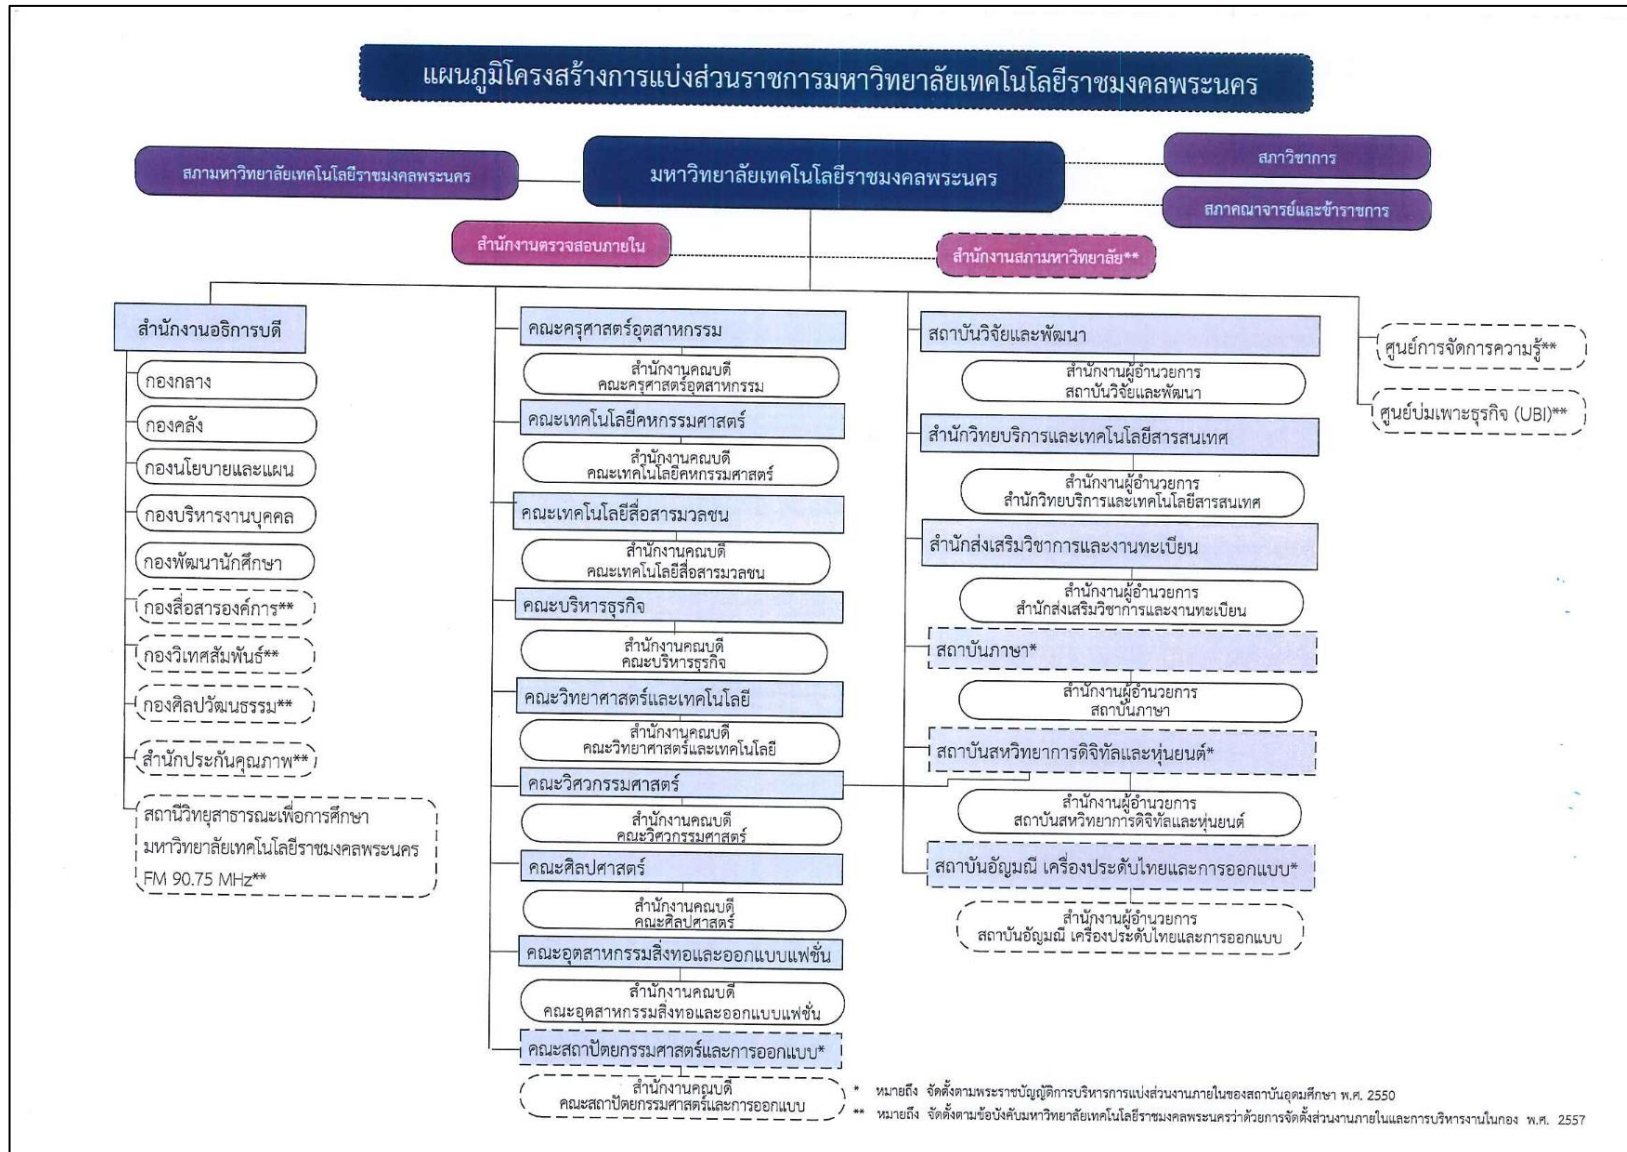 แผนภูมิโครงสร้างการแบ่งส่วนราชการมหาวิทยาลัยเทคโนโลยีราชมงคลพระนคร
สภามหาวิทยาลัยเทคโนโลยีราชมงคลพระนคร
มหาวิทยาลัยเทคโนโลยีราชมงคลพระนคร
สภาวิชาการ
สภาคณาจารย์และข้าราชการ
สำนักงานตรวจสอบภายใน
สำนักงานสภามหาวิทยาลัย**
สำนักงานอธิการบดี
กองกลาง
กองคลัง
กองนโยบายและแผน
กองบริหารงานบุคคล
กองพัฒนานักศึกษา
กองสื่อสารองค์การ**
กองวิเทศสัมพันธ์**
กองศิลปวัฒนธรรม**
สำนักประกันคุณภาพ**
สถานีวิทยุสาธารณะเพื่อการศึกษา
มหาวิทยาลัยเทคโนโลยีราชมงคลพระนคร
FM 90.75 MHz**
คณะครุศาสตร์อุตสาหกรรม
สำนักงานคณบดี
คณะครุศาสตร์อุตสาหกรรม
คณะเทคโนโลยีคหกรรมศาสตร์
สำนักงานคณบดี
คณะเทคโนโลยีคหกรรมศาสตร์
คณะเทคโนโลยีสื่อสารมวลชน
สำนักงานคณบดี
คณะเทคโนโลยีสื่อสารมวลชน
คณะบริหารธุรกิจ
สำนักงานคณบดี
คณะบริหารธุรกิจ
คณะวิทยาศาสตร์และเทคโนโลยี
สำนักงานคณบดี
คณะวิทยาศาสตร์และเทคโนโลยี
คณะวิศวกรรมศาสตร์
สำนักงานคณบดี
คณะวิศวกรรมศาสตร์
คณะศิลปศาสตร์
สำนักงานคณบดี
คณะศิลปศาสตร์
คณะอุตสาหกรรมสิ่งทอและออกแบบแฟชั่น
สำนักงานคณบดี
คณะอุตสาหกรรมสิ่งทอและออกแบบแฟชั่น
คณะสถาปัตยกรรมศาสตร์และการออกแบบ*
สำนักงานคณบดี
คณะสถาปัตยกรรมศาสตร์และการออกแบบ
สถาบันวิจัยและพัฒนา
สำนักงานผู้อำนวยการ
สถาบันวิจัยและพัฒนา
สำนักวิทยบริการและเทคโนโลยีสารสนเทศ
สำนักงานผู้อำนวยการ
สำนักวิทยบริการและเทคโนโลยีสารสนเทศ
สำนักส่งเสริมวิชาการและงานทะเบียน
สำนักงานผู้อำนวยการ
สำนักส่งเสริมวิชาการและงานทะเบียน
สถาบันภาษา*
สำนักงานผู้อำนวยการ
สถาบันภาษา
สถาบันสหวิทยาการดิจิทัลและหุ่นยนต์*
สำนักงานผู้อำนวยการ
สถาบันสหวิทยาการดิจิทัลและหุ่นยนต์
สถาบันอัญมณี เครื่องประดับไทยและการออกแบบ*
สำนักงานผู้อำนวยการ
สถาบันอัญมณี เครื่องประดับไทยและการออกแบบ
ศูนย์การจัดการความรู้**
ศูนย์บ่มเพาะธุรกิจ (UBI)**
* หมายถึง จัดตั้งตามพระราชบัญญัติการบริหารการแบ่งส่วนงานภายในของสถาบันอุดมศึกษา พ.ศ. 2550
** หมายถึง จัดตั้งตามข้อบังคับมหาวิทยาลัยเทคโนโลยีราชมงคลพระนครว่าด้วยการจัดตั้งส่วนงานภายในและการบริหารงานในกอง พ.ศ. 2557